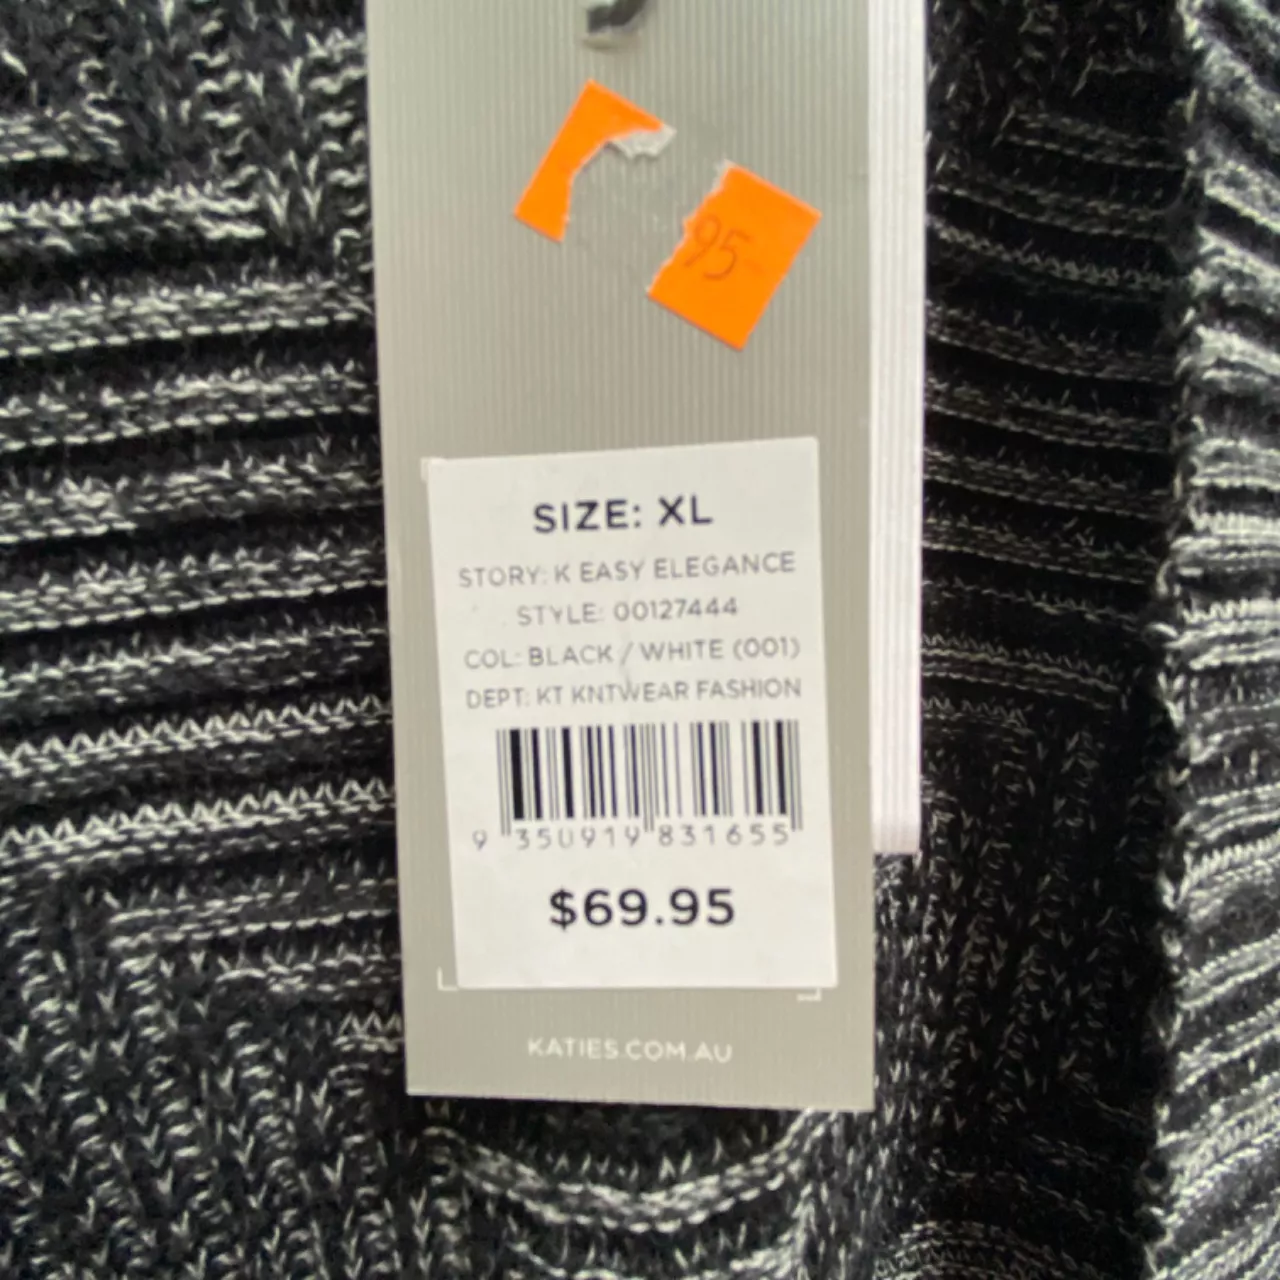 95-
SIZE: XL
STORY: K EASY ELEGANCE
STYLE: 00127444
COL: BLACK / WHITE (001)
DEPT: KT KNTWEAR FASHION
9 350919 831655
$69.95
KATIES.COM.AU